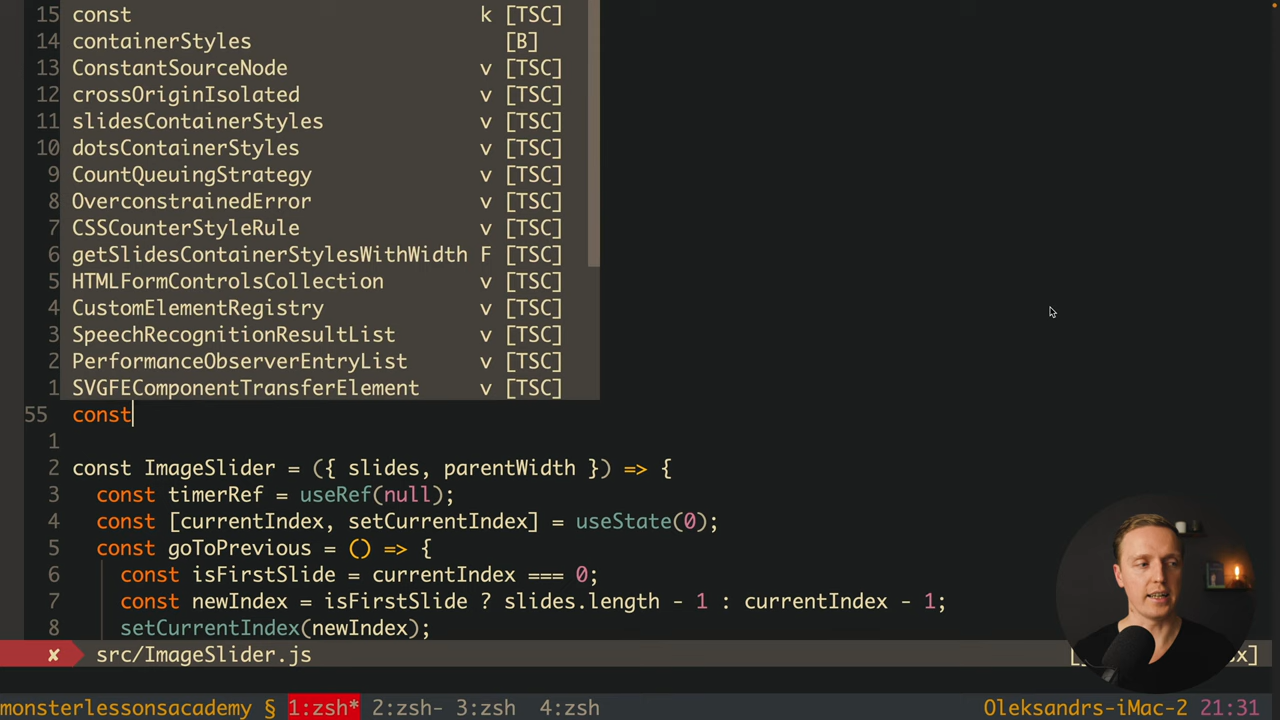 15 const k [TSC]
14 containerStyles [B]
13 ConstantSourceNode v [TSC]
12 crossOriginIsolated v [TSC]
11 slidesContainerStyles v [TSC]
10 dotsContainerStyles v [TSC]
9 CountQueuingStrategy v [TSC]
8 OverconstrainedError v [TSC]
7 CSSCounterStyleRule v [TSC]
6 getSlidesContainerStylesWithWidth F [TSC]
5 HTMLFormControlsCollection v [TSC]
4 CustomElementRegistry v [TSC]
3 SpeechRecognitionResultList v [TSC]
2 PerformanceObserverEntryList v [TSC]
1 SVGFEComponentTransferElement v [TSC]
55 const
1
2 const ImageSlider = ({ slides, parentWidth }) => {
3 const timerRef = useRef(null);
4 const [currentIndex, setCurrentIndex] = useState(0);
5 const goToPrevious = () => {
6 const isFirstSlide = currentIndex === 0;
7 const newIndex = isFirstSlide ? slides.length - 1 : currentIndex - 1;
8 setCurrentIndex(newIndex);
✘ src/ImageSlider.js
monsterlessonsacademy § 1:zsh* 2:zsh- 3:zsh 4:zsh Oleksandrs-iMac-2 21:31